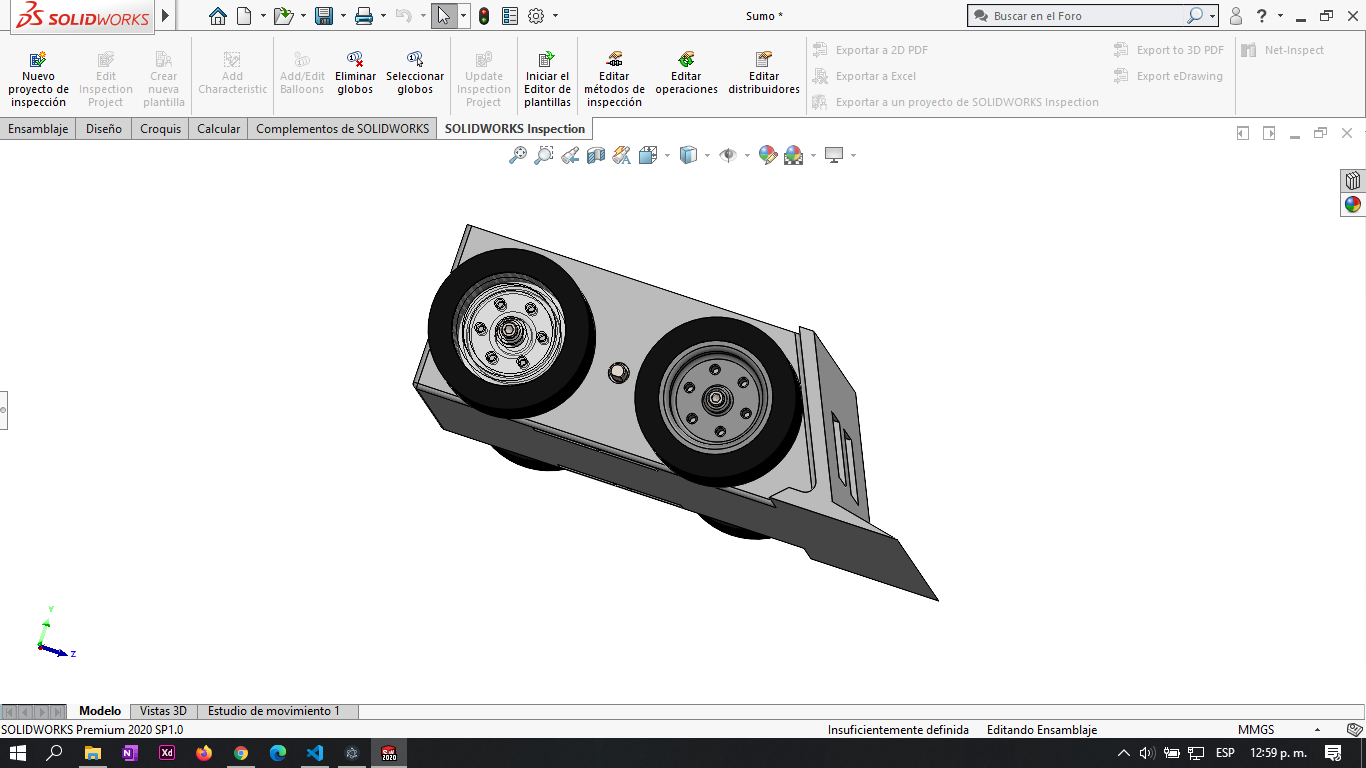 SOLIDWORKS
Sumo *
Buscar en el Foro
?
Nuevo
proyecto de
inspección
Edit
Inspection
Project
Crear
nueva
plantilla
Add
Characteristic
Add/Edit
Balloons
Eliminar
globos
Seleccionar
globos
Update
Inspection
Project
Iniciar el
Editor de
plantillas
Editar
métodos de
inspección
Editar
operaciones
Editar
distribuidores
Exportar a 2D PDF
Exportar a Excel
Exportar a un proyecto de SOLIDWORKS Inspection
Export to 3D PDF
Export eDrawing
Net-Inspect
Ensamblaje
Diseño
Croquis
Calcular
Complementos de SOLIDWORKS
SOLIDWORKS Inspection
Y
Z
Modelo
Vistas 3D
Estudio de movimiento 1
SOLIDWORKS Premium 2020 SP1.0
Insuficientemente definida
Editando Ensamblaje
MMGS
N
Xd
SW
2020
ESP
12:59 p. m.